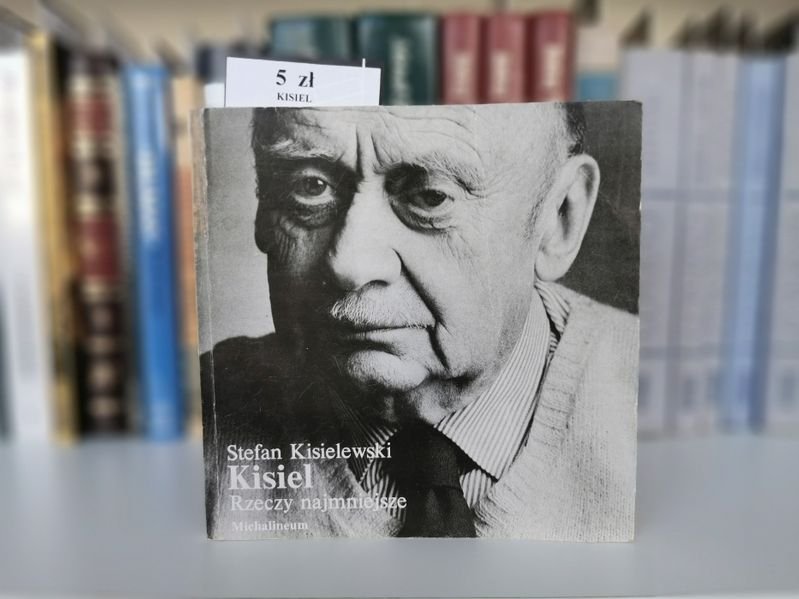 5 zł
KISIEL
Stefan Kisielewski
Kisiel
Rzeczy najmniejsze
Michalineum